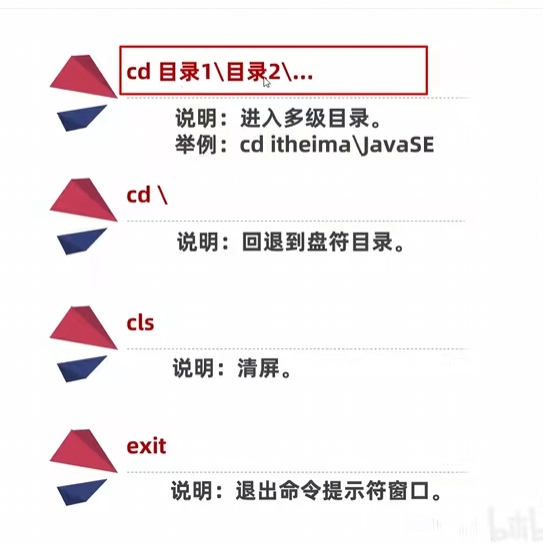 cd 目录1\目录2\...
说明：进入多级目录。
举例：cd itheima\JavaSE
cd \
说明：回退到盘符目录。
cls
说明：清屏。
exit
说明：退出命令提示符窗口。